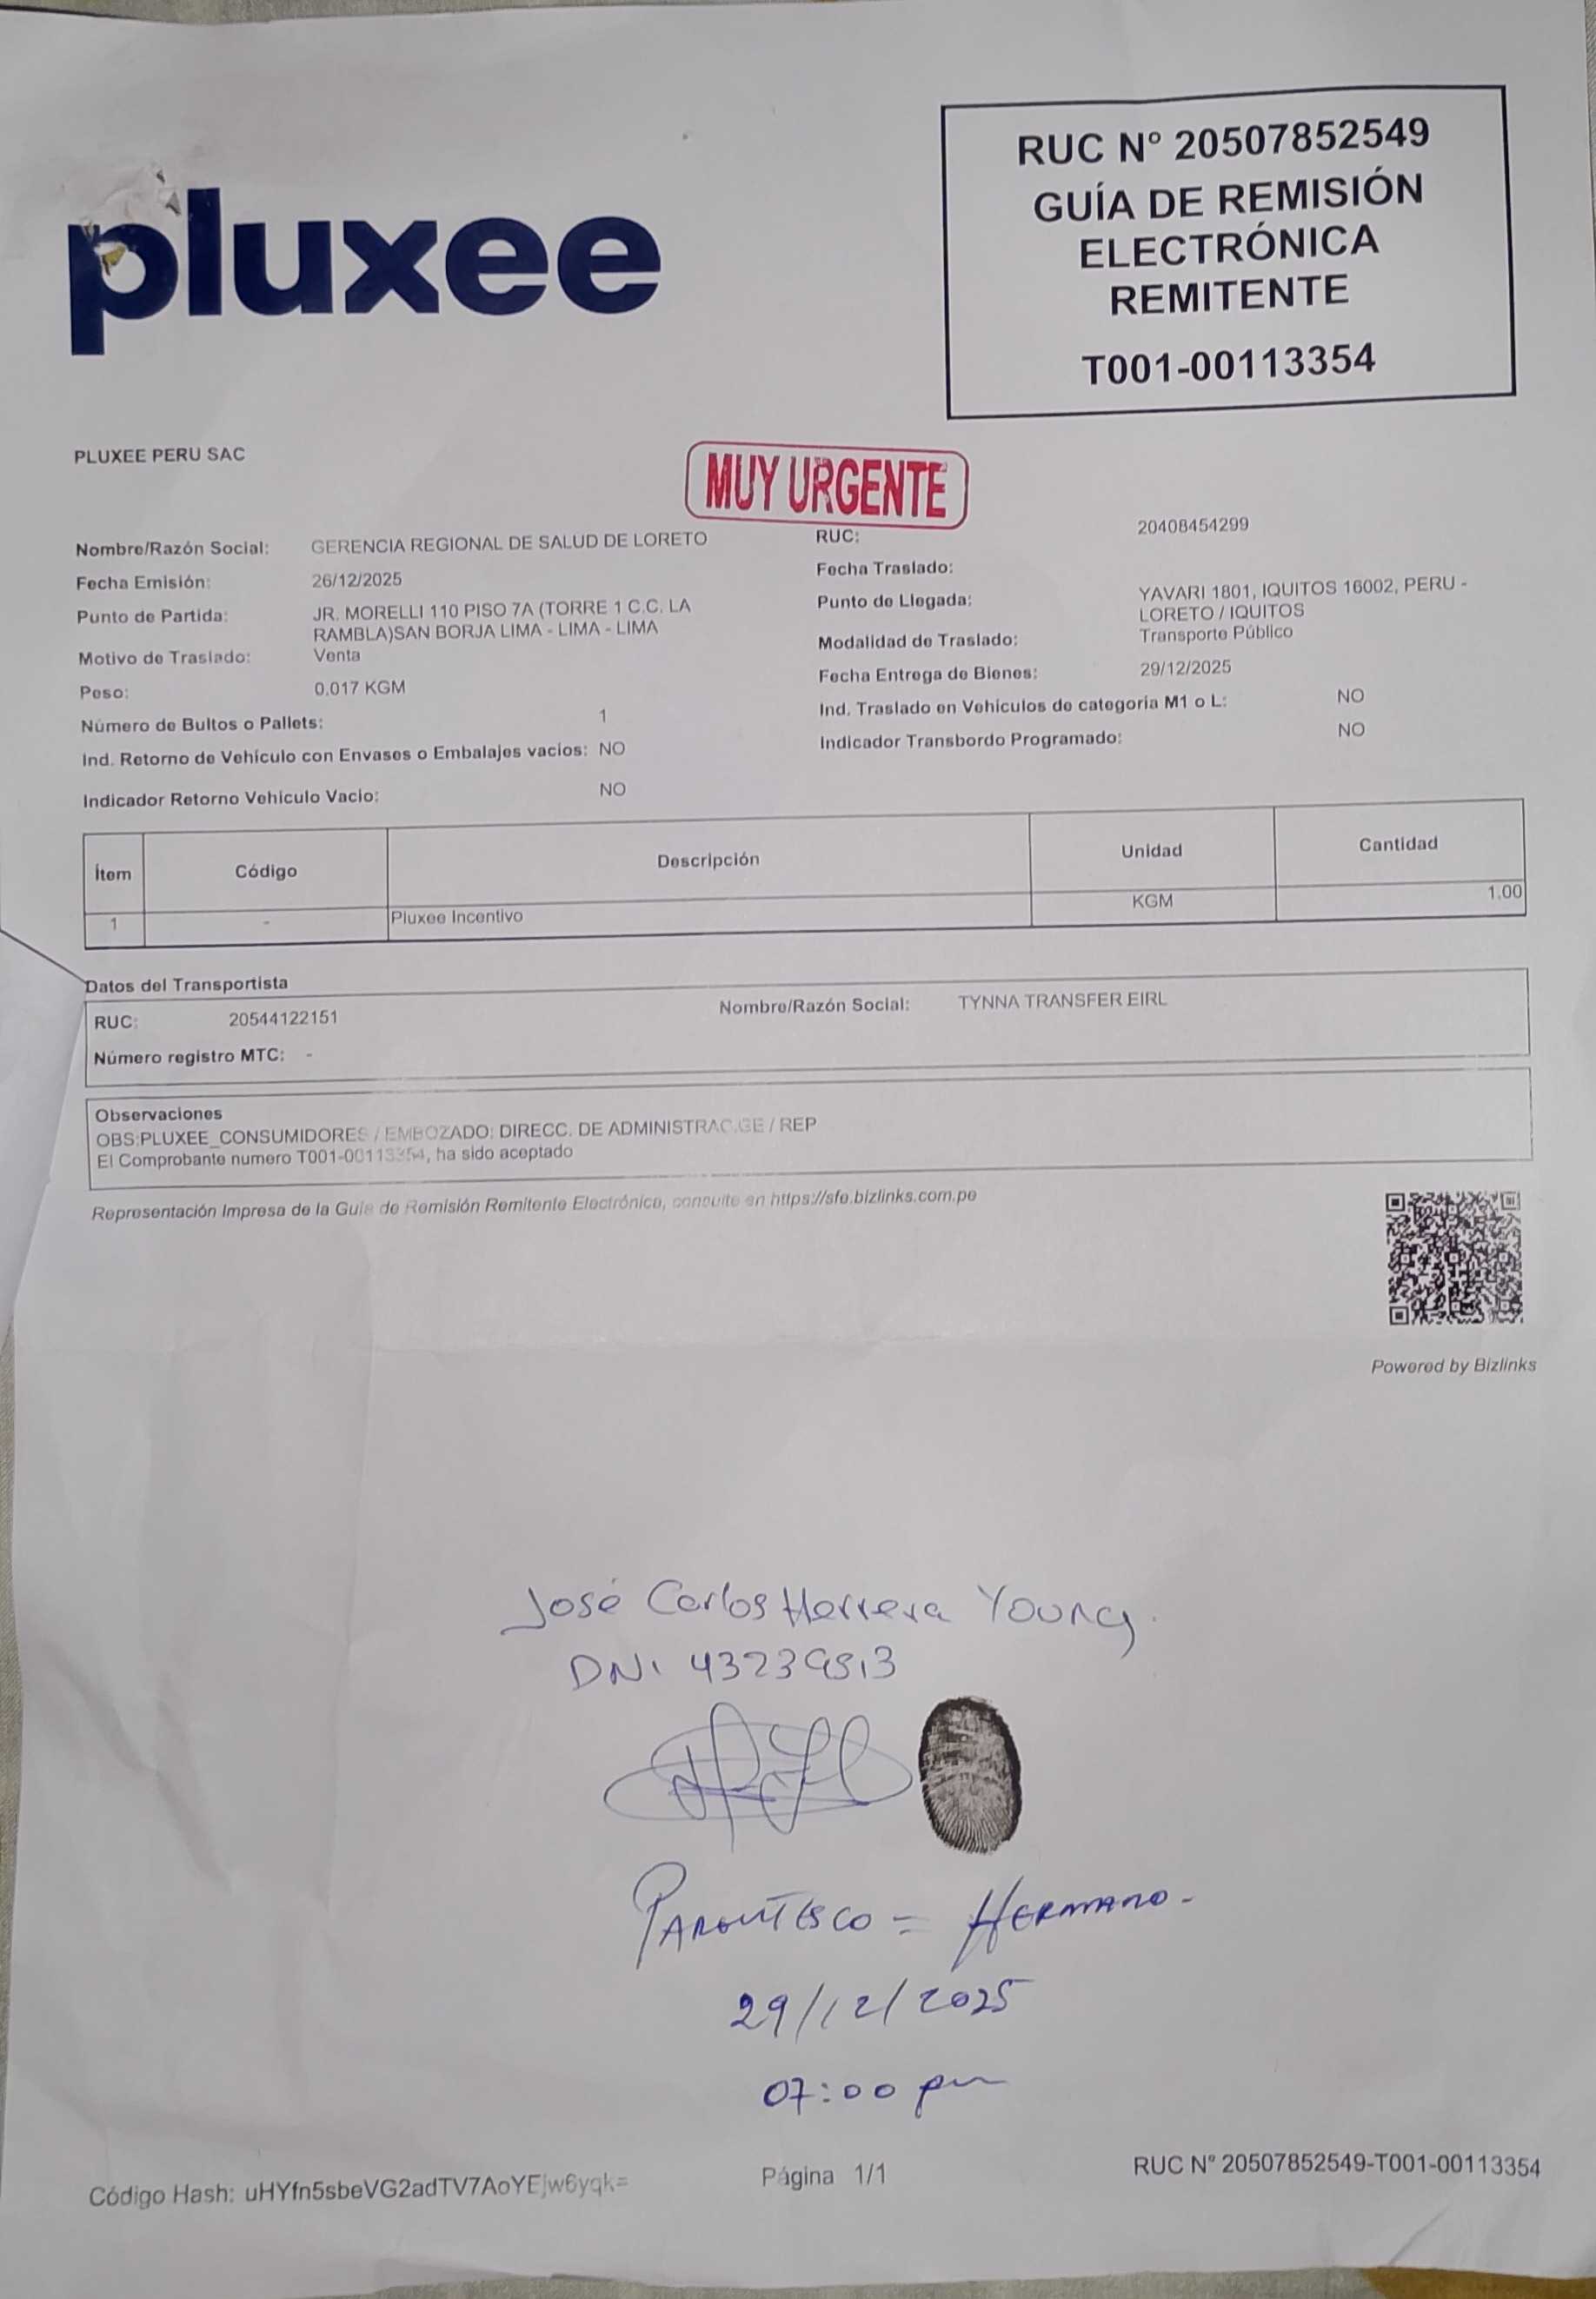 pluxee
RUC N° 20507852549
GUÍA DE REMISIÓN
ELECTRÓNICA
REMITENTE
T001-00113354
PLUXEE PERU SAC
MUY URGENTE
Nombre/Razón Social: GERENCIA REGIONAL DE SALUD DE LORETO
Fecha Emisión: 26/12/2025
Punto de Partida: JR. MORELLI 110 PISO 7A (TORRE 1 C.C. LA
RAMBLA)SAN BORJA LIMA - LIMA - LIMA
Motivo de Traslado: Venta
Peso: 0.017 KGM
Número de Bultos o Pallets: 1
Ind. Retorno de Vehículo con Envases o Embalajes vacios: NO
Indicador Retorno Vehículo Vacio: NO
RUC: 20408454299
Fecha Traslado:
Punto de Llegada: YAVARI 1801, IQUITOS 16002, PERU -
LORETO / IQUITOS
Modalidad de Traslado: Transporte Público
Fecha Entrega de Bienes: 29/12/2025
Ind. Traslado en Vehículos de categoría M1 o L: NO
Indicador Transbordo Programado: NO
Ítem Código Descripción Unidad Cantidad
1 - Pluxee Incentivo KGM 1.00
Datos del Transportista
RUC: 20544122151 Nombre/Razón Social: TYNNA TRANSFER EIRL
Número registro MTC: -
Observaciones
OBS:PLUXEE_CONSUMIDORES / EMBOZADO: DIRECC. DE ADMINISTRAC.GE / REP
El Comprobante numero T001-00113354, ha sido aceptado
Representación Impresa de la Guía de Remisión Remitente Electrónica, consulte en https://sfe.bizlinks.com.pe
Powered by Bizlinks
José Carlos Herrera Young.
DNI 43239813
PARENTESCO = HERMANO-
29/12/2025
07:00 pm
Código Hash: uHYfn5sbeVG2adTV7AoYEjw6yqk=
Página 1/1
RUC N° 20507852549-T001-00113354